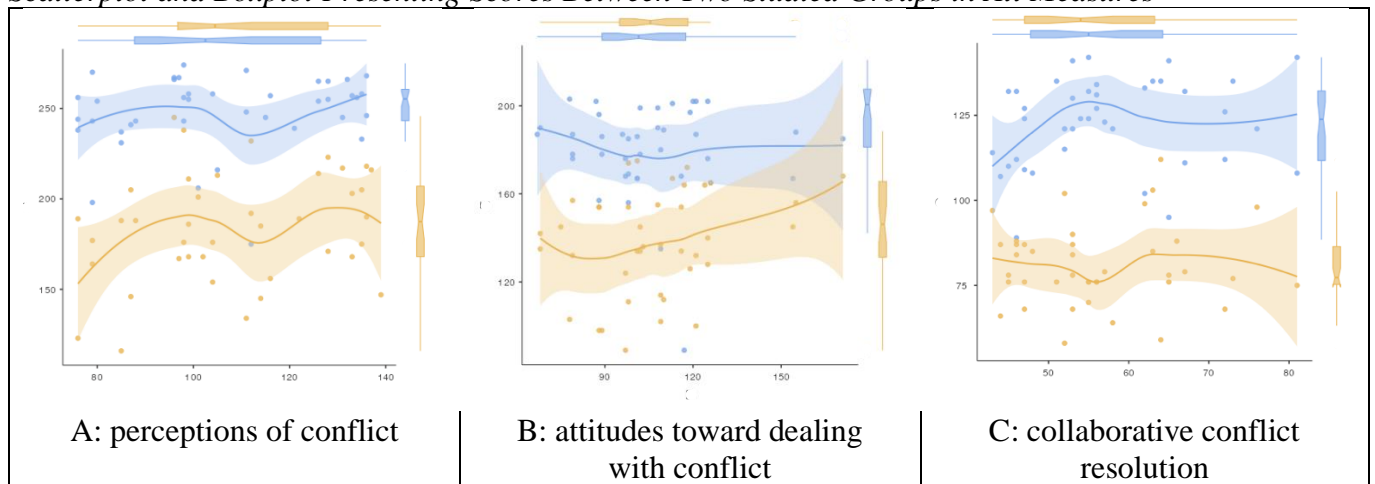 Scatterplot and Boxplot Presenting Scores Between Two Studied Groups in All Measures
250
200
150
80 100 120 140
200
160
120
90 120 150
125
100
75
50 60 70 80
A: perceptions of conflict
B: attitudes toward dealing
with conflict
C: collaborative conflict
resolution